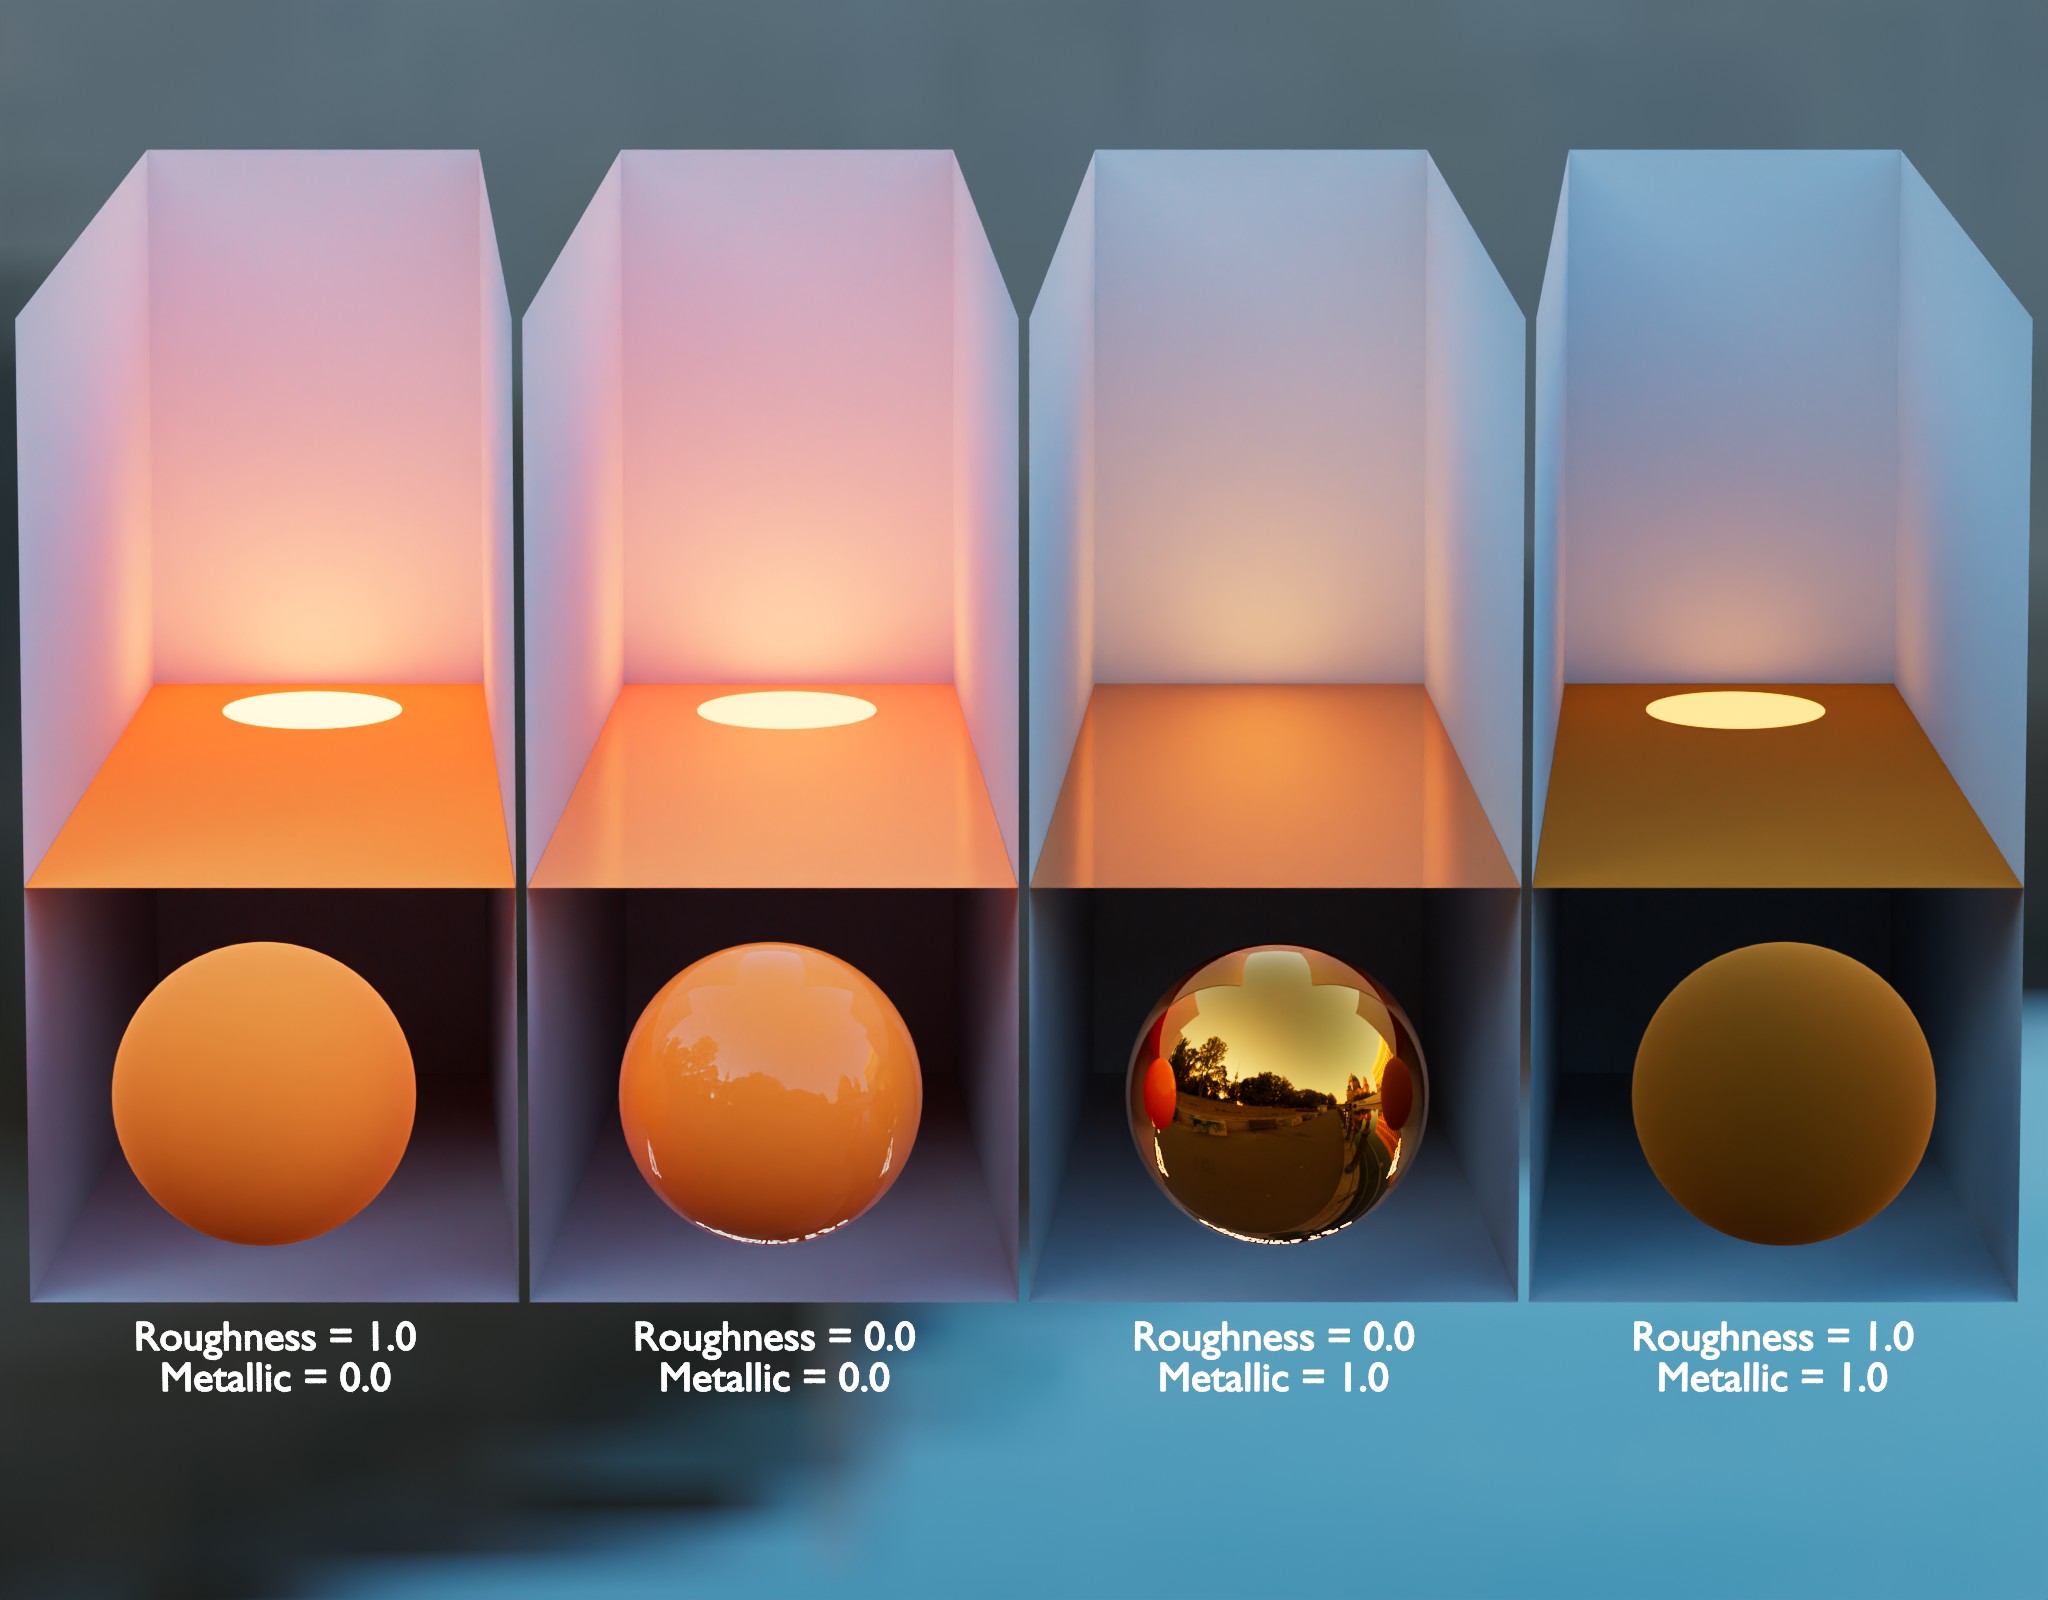 Roughness = 1.0
Metallic = 0.0
Roughness = 0.0
Metallic = 0.0
Roughness = 0.0
Metallic = 1.0
Roughness = 1.0
Metallic = 1.0